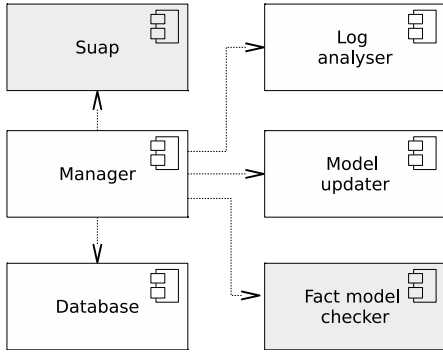 Suap
Log
analyser
Manager
Model
updater
Database
Fact model
checker